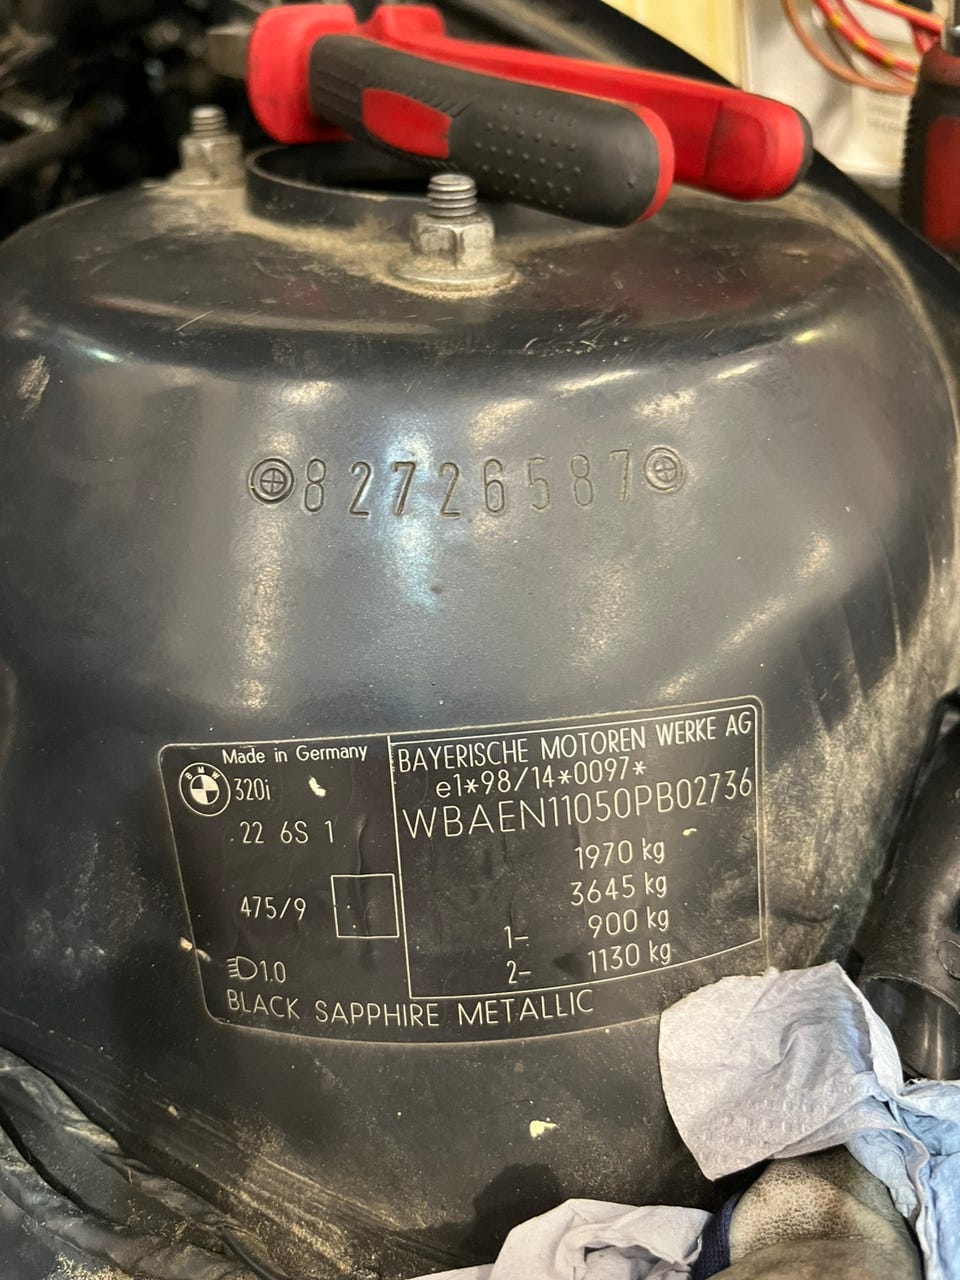 82726587
Made in Germany
BMW
320i
22 6S 1
475/9
1.0
BLACK SAPPHIRE METALLIC
BAYERISCHE MOTOREN WERKE AG
e1*98/14*0097*
WBAEN11050PB02736
1970 kg
3645 kg
1- 900 kg
2- 1130 kg